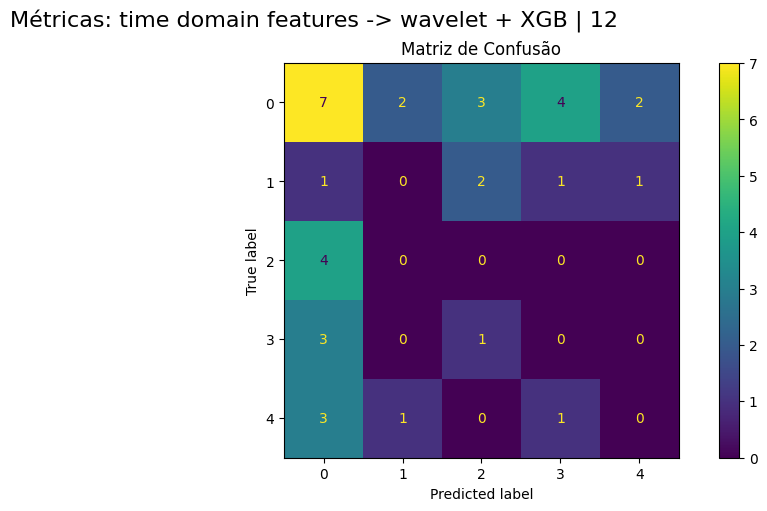 Métricas: time domain features -> wavelet + XGB | 12
Matriz de Confusão
0 7 2 3 4 2
1 1 0 2 1 1
2 4 0 0 0 0
3 3 0 1 0 0
4 3 1 0 1 0
0 1 2 3 4
True label
Predicted label
7
6
5
4
3
2
1
0